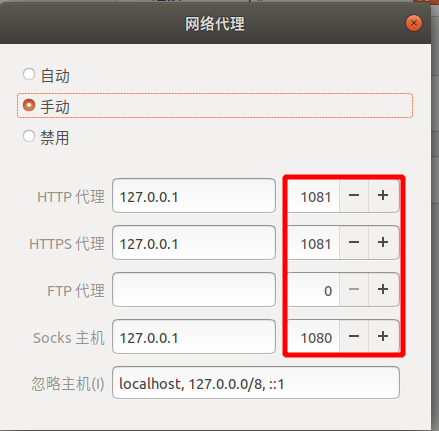 网络代理
自动
手动
禁用
HTTP 代理 127.0.0.1 1081 − +
HTTPS 代理 127.0.0.1 1081 − +
FTP 代理 0 − +
Socks 主机 127.0.0.1 1080 − +
忽略主机(I) localhost, 127.0.0.0/8, ::1